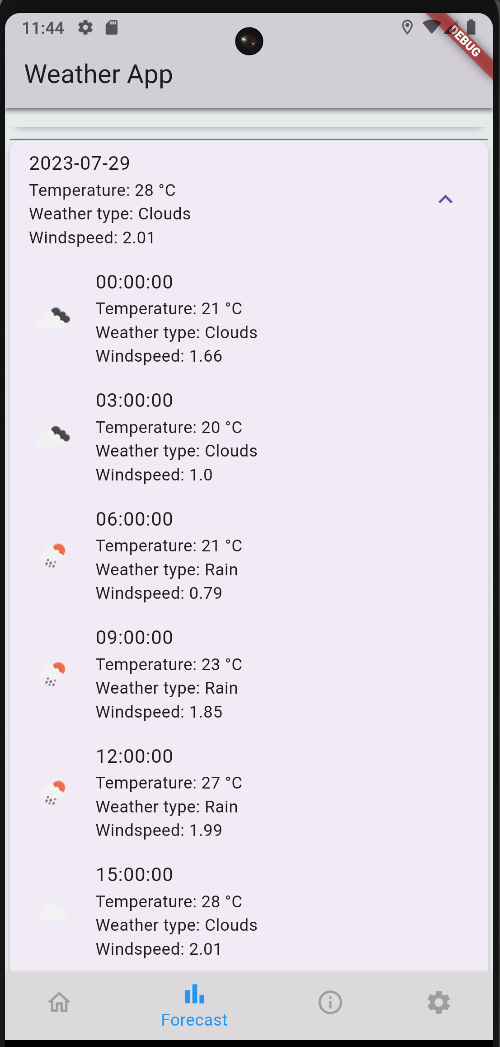 11:44
DEBUG
Weather App
2023-07-29
Temperature: 28 °C
Weather type: Clouds
Windspeed: 2.01
00:00:00
Temperature: 21 °C
Weather type: Clouds
Windspeed: 1.66
03:00:00
Temperature: 20 °C
Weather type: Clouds
Windspeed: 1.0
06:00:00
Temperature: 21 °C
Weather type: Rain
Windspeed: 0.79
09:00:00
Temperature: 23 °C
Weather type: Rain
Windspeed: 1.85
12:00:00
Temperature: 27 °C
Weather type: Rain
Windspeed: 1.99
15:00:00
Temperature: 28 °C
Weather type: Clouds
Windspeed: 2.01
Forecast